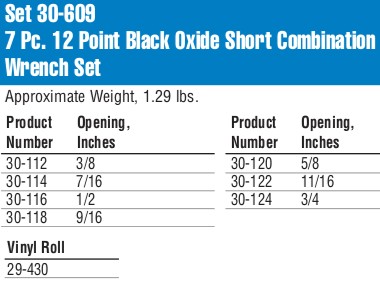 Set 30-609
7 Pc. 12 Point Black Oxide Short Combination
Wrench Set
Approximate Weight, 1.29 lbs.
Product Opening,
Number Inches
30-112 3/8
30-114 7/16
30-116 1/2
30-118 9/16
Product Opening,
Number Inches
30-120 5/8
30-122 11/16
30-124 3/4
Vinyl Roll
29-430